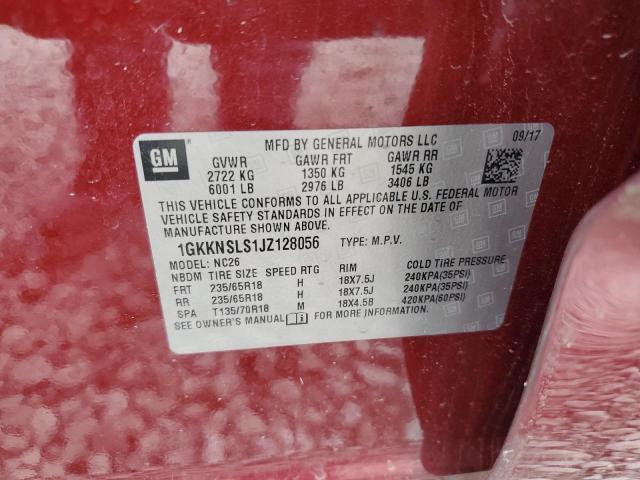 MFD BY GENERAL MOTORS LLC 09/17
GM GVWR GAWR FRT GAWR RR
2722 KG 1350 KG 1545 KG
6001 LB 2976 LB 3406 LB
THIS VEHICLE CONFORMS TO ALL APPLICABLE U.S. FEDERAL MOTOR
VEHICLE SAFETY STANDARDS IN EFFECT ON THE DATE OF
MANUFACTURE SHOWN ABOVE.
1GKKNSLS1JZ128056 TYPE: M.P.V.
MODEL: NC26
NBDM TIRE SIZE SPEED RTG RIM COLD TIRE PRESSURE
FRT 235/65R18 H 18X7.5J 240KPA(35PSI)
RR 235/65R18 H 18X7.5J 240KPA(35PSI)
SPA T135/70R18 M 18X4.5B 420KPA(60PSI)
SEE OWNER'S MANUAL FOR MORE INFORMATION.